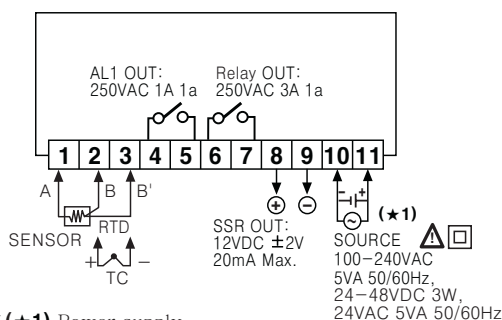 AL1 OUT:
250VAC 1A 1a
Relay OUT:
250VAC 3A 1a
1 2 3 4 5 6 7 8 9 10 11
A B B'
SENSOR
RTD
+ TC −
SSR OUT:
12VDC ±2V
20mA Max.
− +
(★1)
SOURCE
100-240VAC
5VA 50/60Hz,
24-48VDC 3W,
24VAC 5VA 50/60Hz
(★1) Power supply